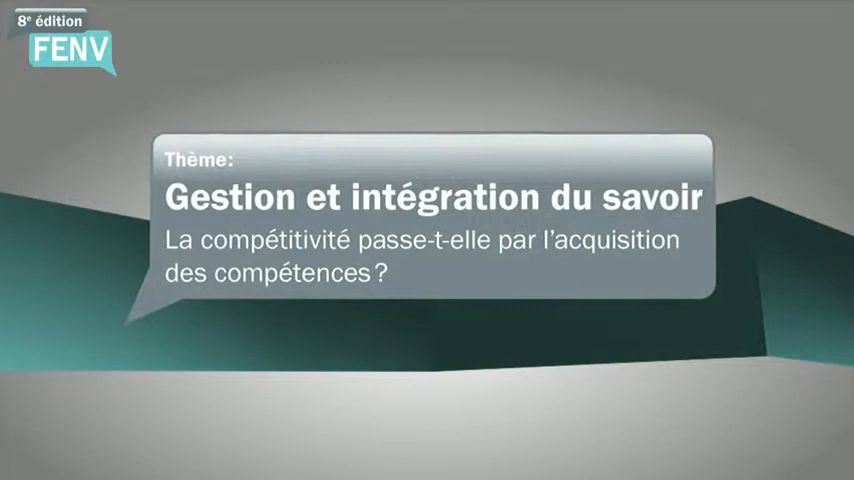 8e édition
FENV
Thème:
Gestion et intégration du savoir
La compétitivité passe-t-elle par l'acquisition
des compétences ?